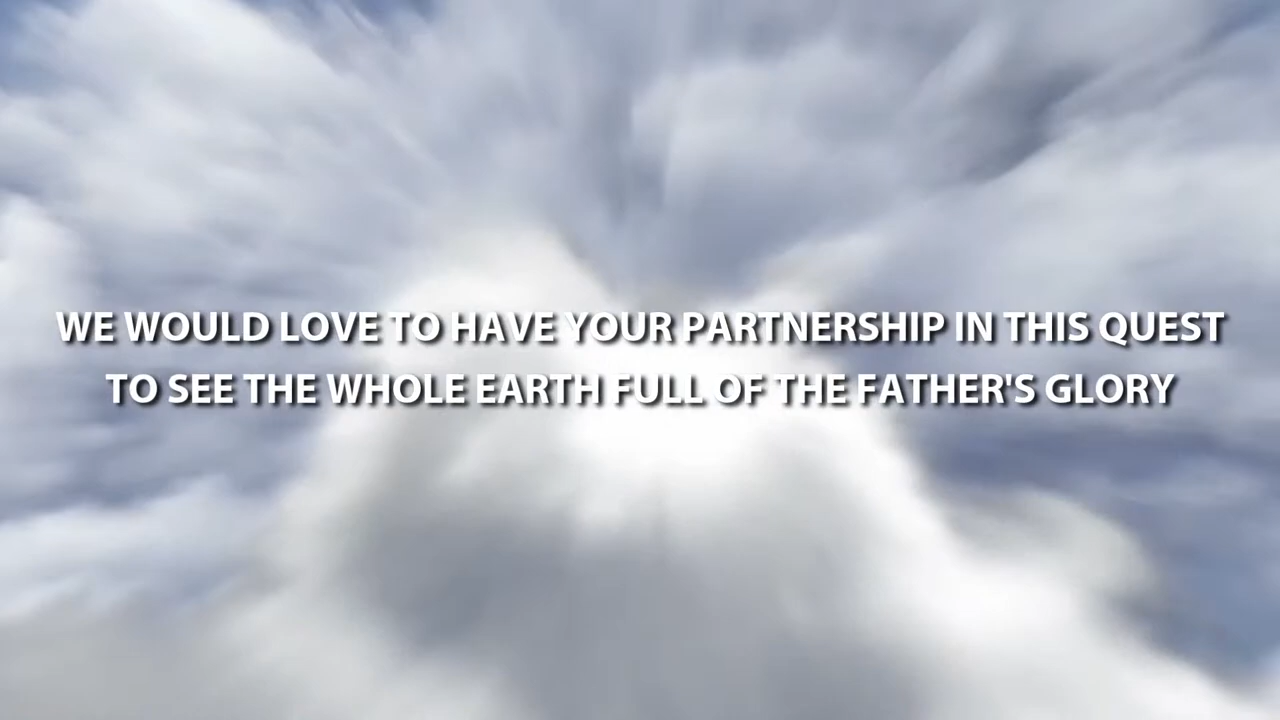 WE WOULD LOVE TO HAVE YOUR PARTNERSHIP IN THIS QUEST
TO SEE THE WHOLE EARTH FULL OF THE FATHER'S GLORY